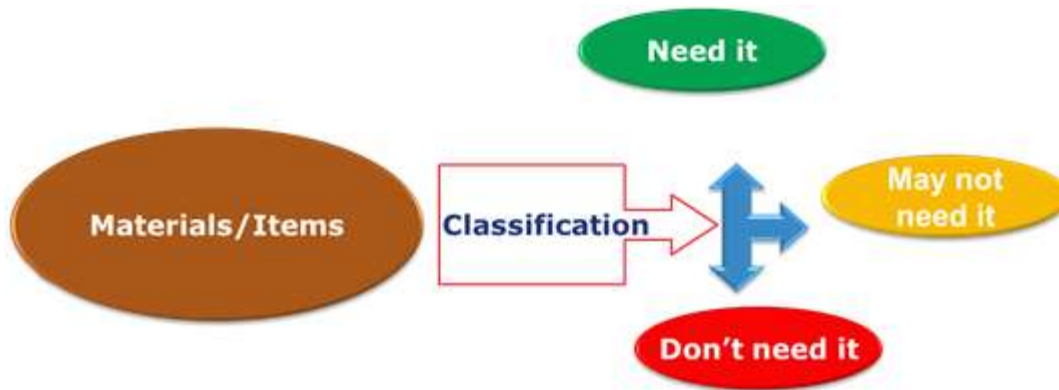 Need it
Materials/Items
Classification
May not
need it
Don’t need it